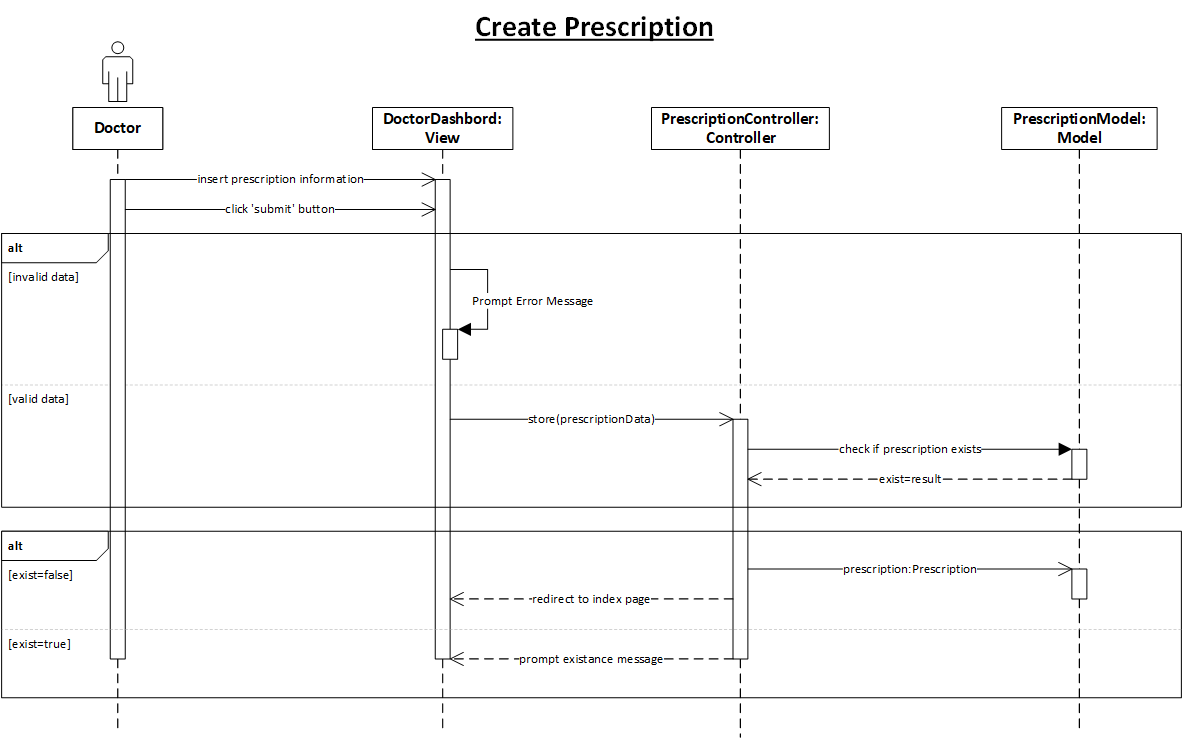 Create Prescription
Doctor
DoctorDashbord:
View
PrescriptionController:
Controller
PrescriptionModel:
Model
insert prescription information
click 'submit' button
alt
[invalid data]
Prompt Error Message
[valid data]
store(prescriptionData)
check if prescription exists
exist=result
alt
[exist=false]
prescription:Prescription
redirect to index page
[exist=true]
prompt existance message